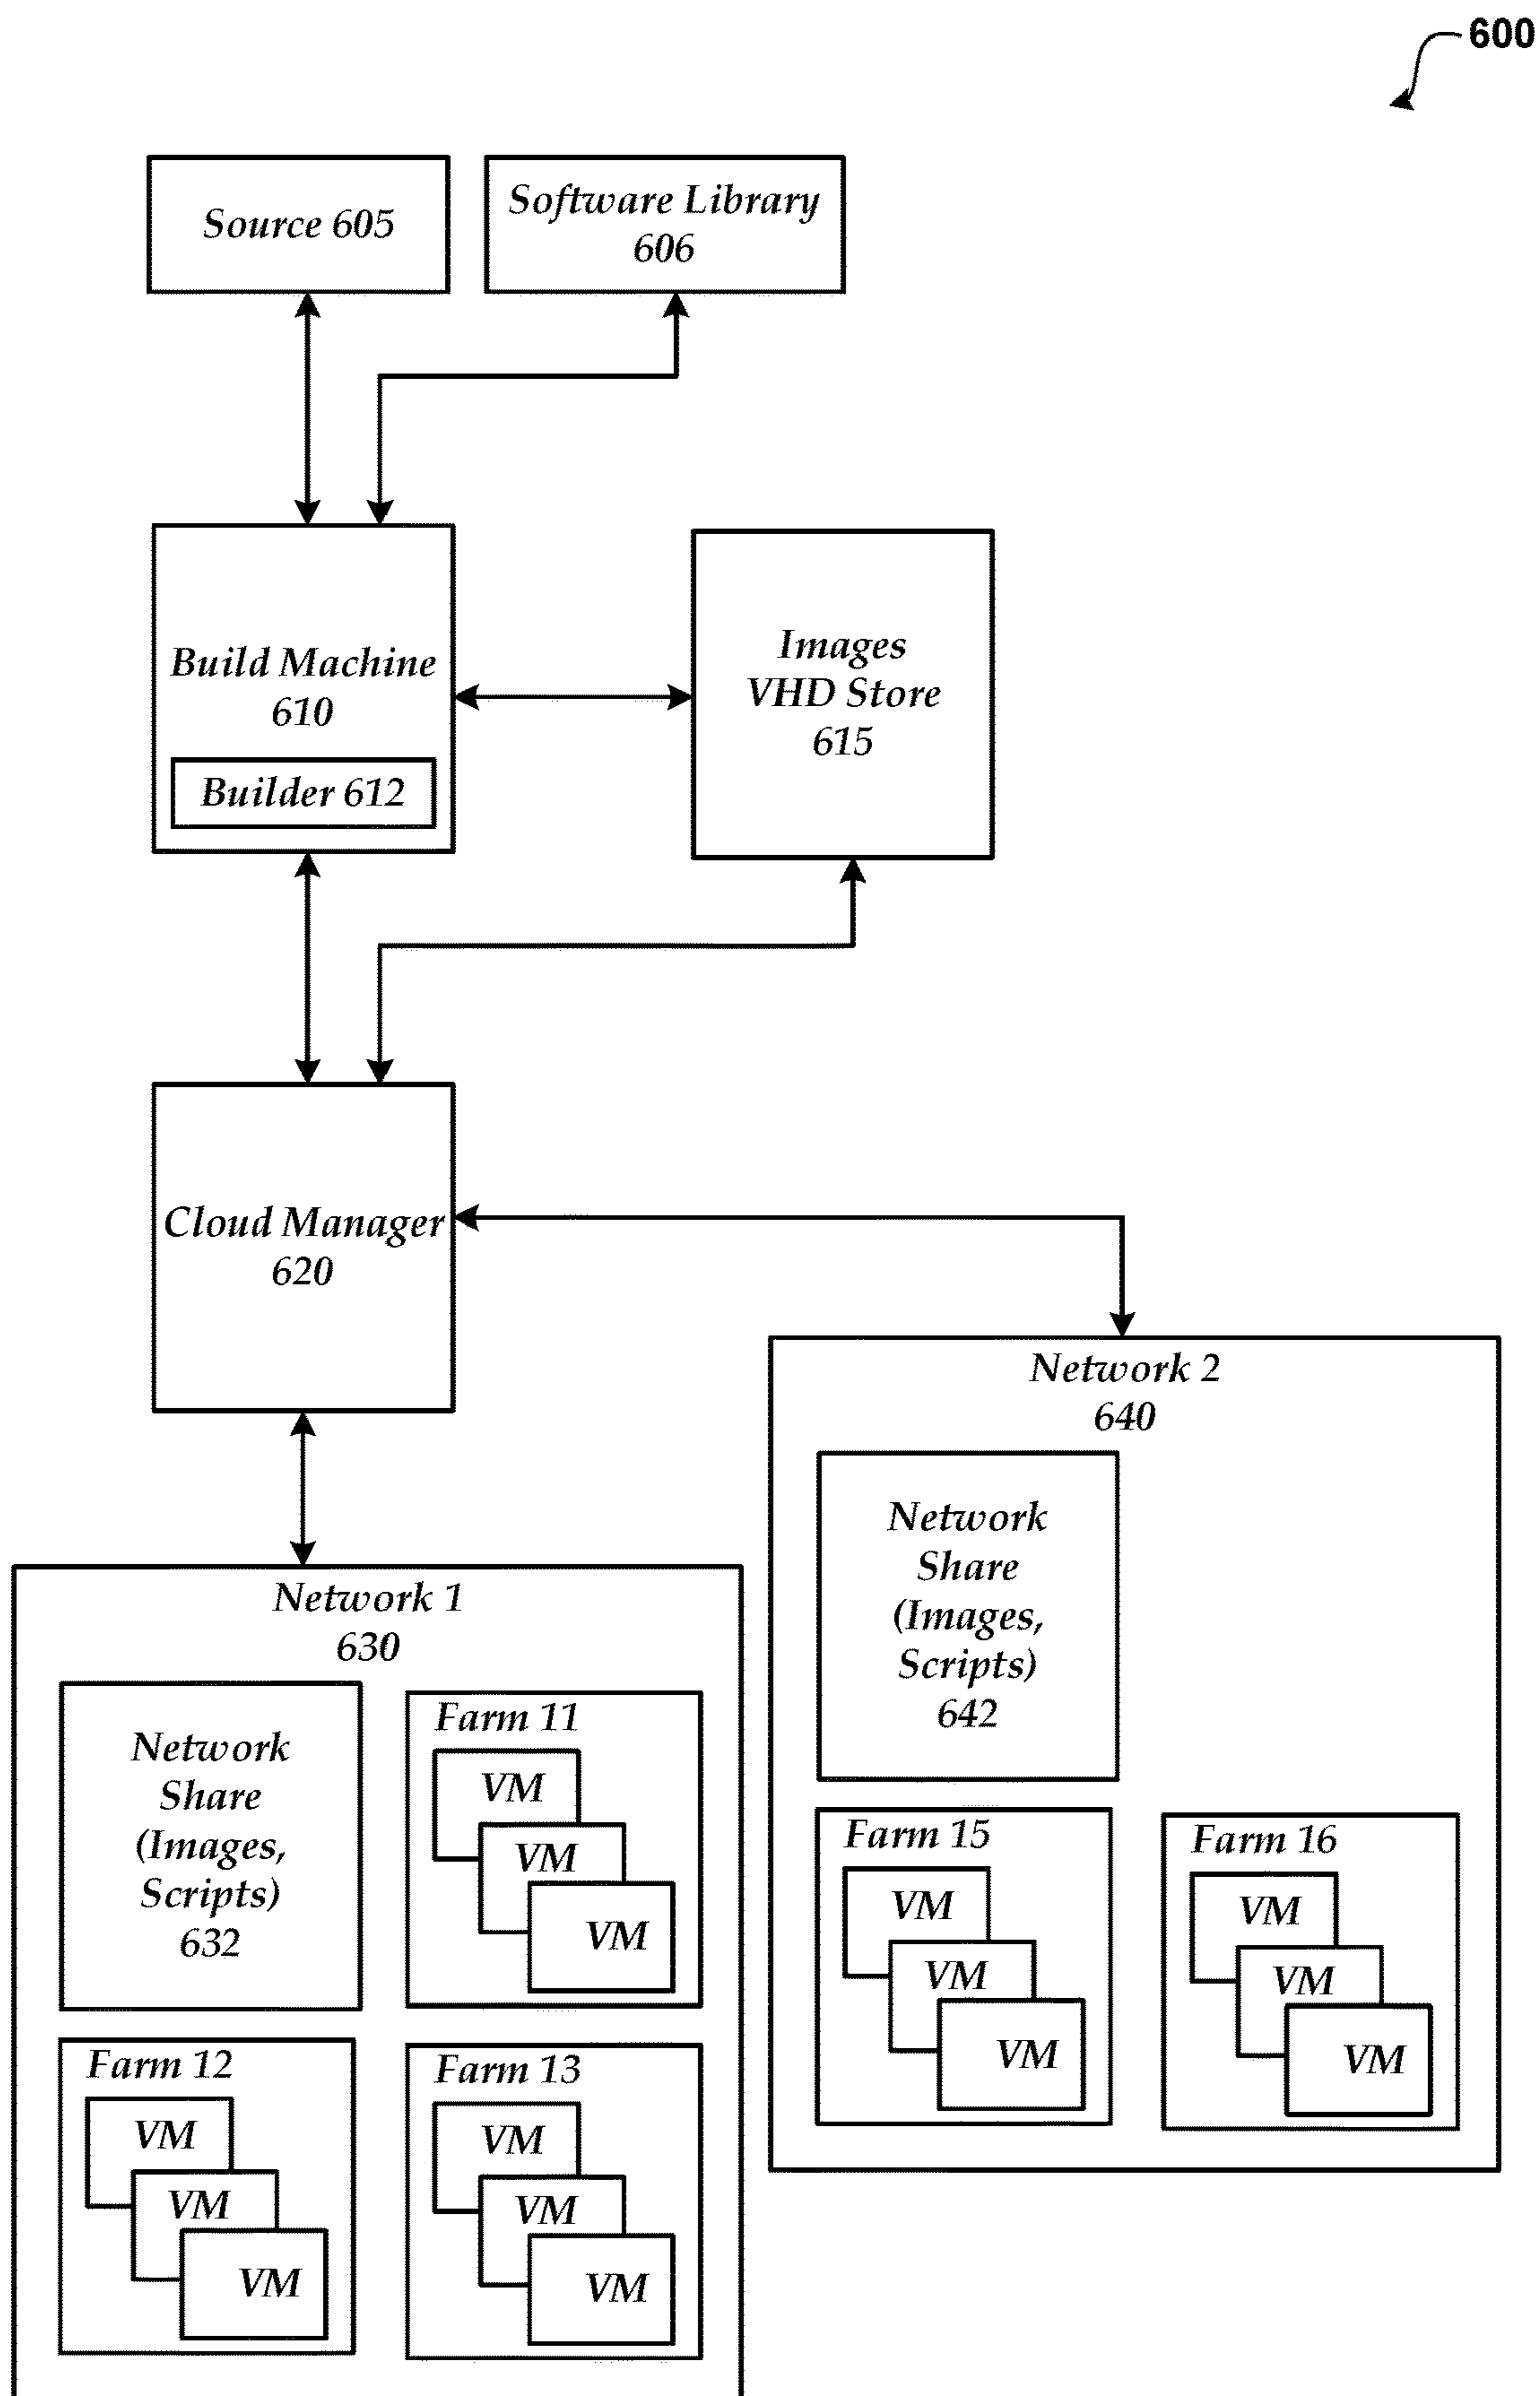 600
Source 605
Software Library
606
Build Machine
610
Builder 612
Images
VHD Store
615
Cloud Manager
620
Network 2
640
Network
Share
(Images,
Scripts)
642
Farm 15
VM
VM
VM
Farm 16
VM
VM
VM
Network 1
630
Network
Share
(Images,
Scripts)
632
Farm 11
VM
VM
VM
Farm 12
VM
VM
VM
Farm 13
VM
VM
VM